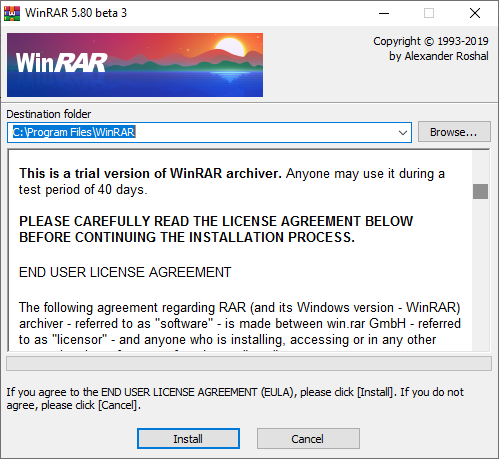 WinRAR 5.80 beta 3
WinRAR
Copyright © 1993-2019
by Alexander Roshal
Destination folder
C:\Program Files\WinRAR
Browse...
This is a trial version of WinRAR archiver. Anyone may use it during a
test period of 40 days.
PLEASE CAREFULLY READ THE LICENSE AGREEMENT BELOW
BEFORE CONTINUING THE INSTALLATION PROCESS.
END USER LICENSE AGREEMENT
The following agreement regarding RAR (and its Windows version - WinRAR)
archiver - referred to as "software" - is made between win.rar GmbH - referred
to as "licensor" - and anyone who is installing, accessing or in any other
If you agree to the END USER LICENSE AGREEMENT (EULA), please click [Install]. If you do not
agree, please click [Cancel].
Install
Cancel